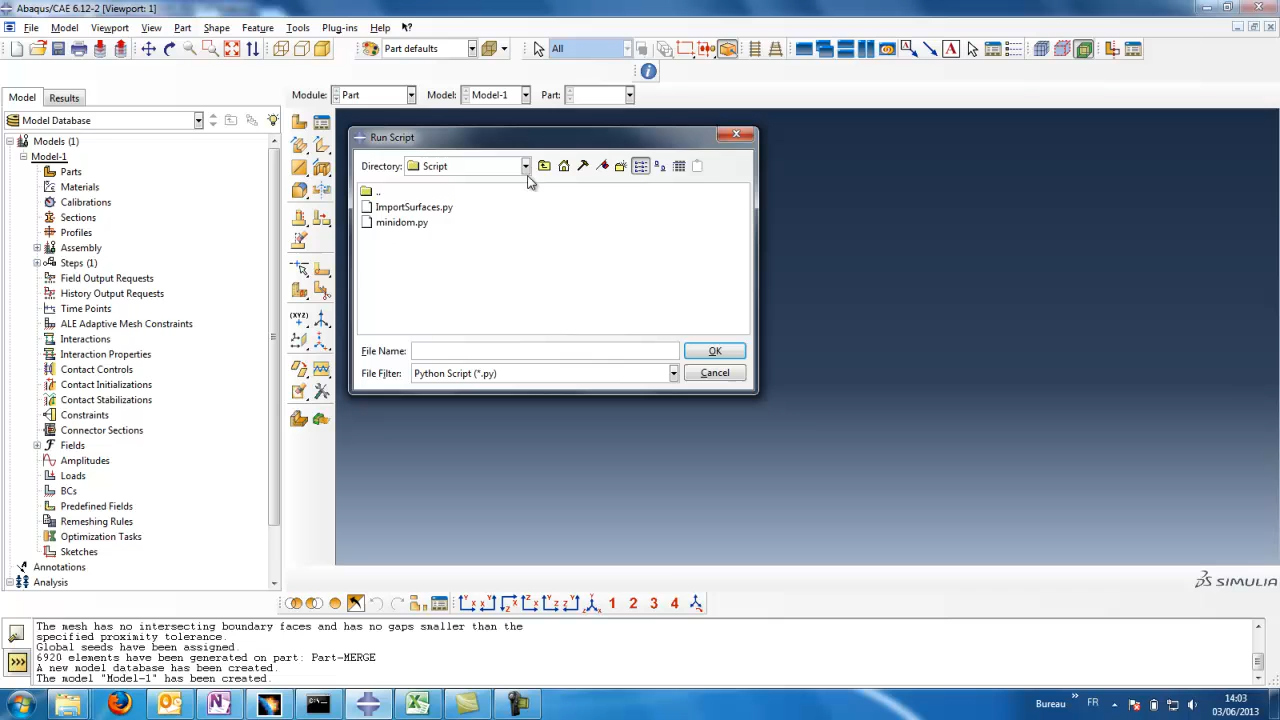 Abaqus/CAE 6.12-2 [Viewport: 1]
File Model Viewport View Part Shape Feature Tools Plug-ins Help
Part defaults All
Module: Part Model: Model-1 Part:
Model Results
Model Database
Models (1)
Model-1
Parts
Materials
Calibrations
Sections
Profiles
Assembly
Steps (1)
Field Output Requests
History Output Requests
Time Points
ALE Adaptive Mesh Constraints
Interactions
Interaction Properties
Contact Controls
Contact Initializations
Contact Stabilizations
Constraints
Connector Sections
Fields
Amplitudes
Loads
BCs
Predefined Fields
Remeshing Rules
Optimization Tasks
Sketches
Annotations
Analysis
(XYZ)
Run Script
Directory: Script
..
ImportSurfaces.py
minidom.py
File Name: OK
File Filter: Python Script (*.py) Cancel
SIMULIA
1 2 3 4
The mesh has no intersecting boundary faces and has no gaps smaller than the
specified proximity tolerance.
Global seeds have been assigned.
6920 elements have been generated on part: Part-MERGE
A new model database has been created.
The model "Model-1" has been created.
>>>
Bureau » FR 14:03
03/06/2013